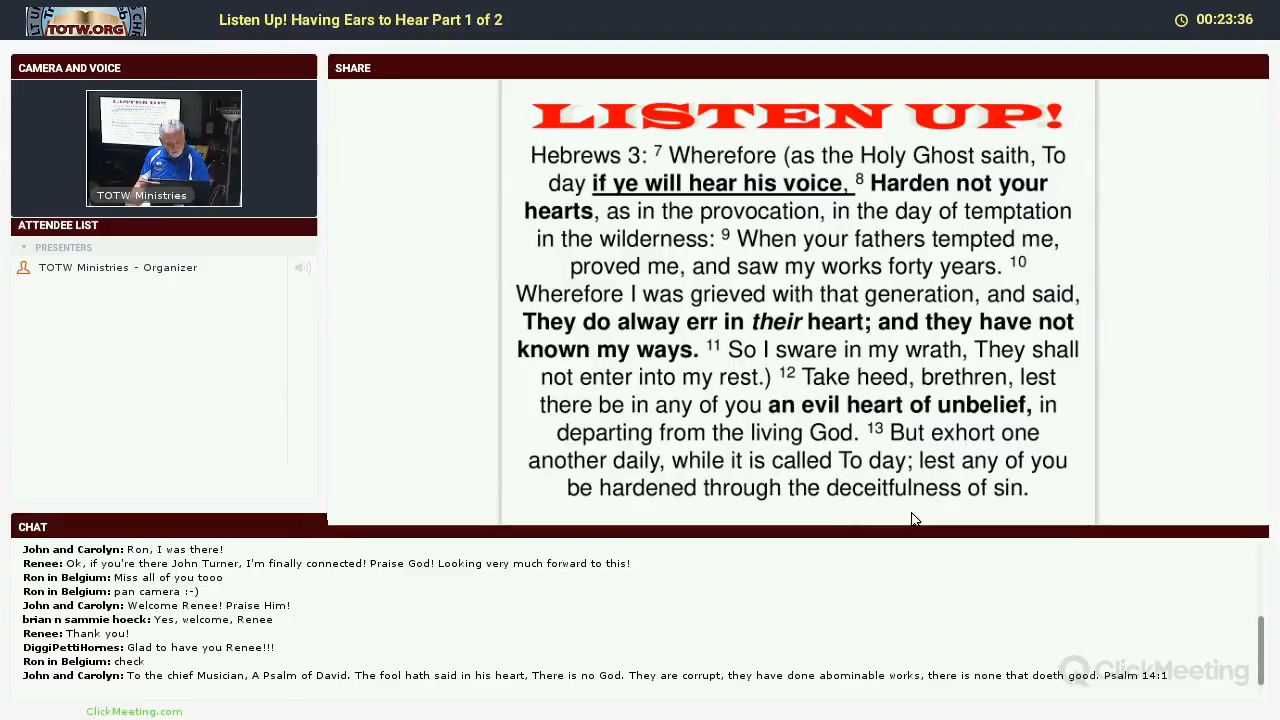 TOTW.ORG
Listen Up! Having Ears to Hear Part 1 of 2
00:23:36
CAMERA AND VOICE
LISTEN UP!
TOTW Ministries
ATTENDEE LIST
PRESENTERS
TOTW Ministries - Organizer
SHARE
LISTEN UP!
Hebrews 3: 7 Wherefore (as the Holy Ghost saith, To
day if ye will hear his voice, 8 Harden not your
hearts, as in the provocation, in the day of temptation
in the wilderness: 9 When your fathers tempted me,
proved me, and saw my works forty years. 10
Wherefore I was grieved with that generation, and said,
They do alway err in their heart; and they have not
known my ways. 11 So I sware in my wrath, They shall
not enter into my rest.) 12 Take heed, brethren, lest
there be in any of you an evil heart of unbelief, in
departing from the living God. 13 But exhort one
another daily, while it is called To day; lest any of you
be hardened through the deceitfulness of sin.
CHAT
John and Carolyn: Ron, I was there!
Renee: Ok, if you're there John Turner, I'm finally connected! Praise God! Looking very much forward to this!
Ron in Belgium: Miss all of you tooo
Ron in Belgium: pan camera :-)
John and Carolyn: Welcome Renee! Praise Him!
brian n sammie hoeck: Yes, welcome, Renee
Renee: Thank you!
DiggiPettiHornes: Glad to have you Renee!!!
Ron in Belgium: check
John and Carolyn: To the chief Musician, A Psalm of David. The fool hath said in his heart, There is no God. They are corrupt, they have done abominable works, there is none that doeth good. Psalm 14:1
ClickMeeting
ClickMeeting.com